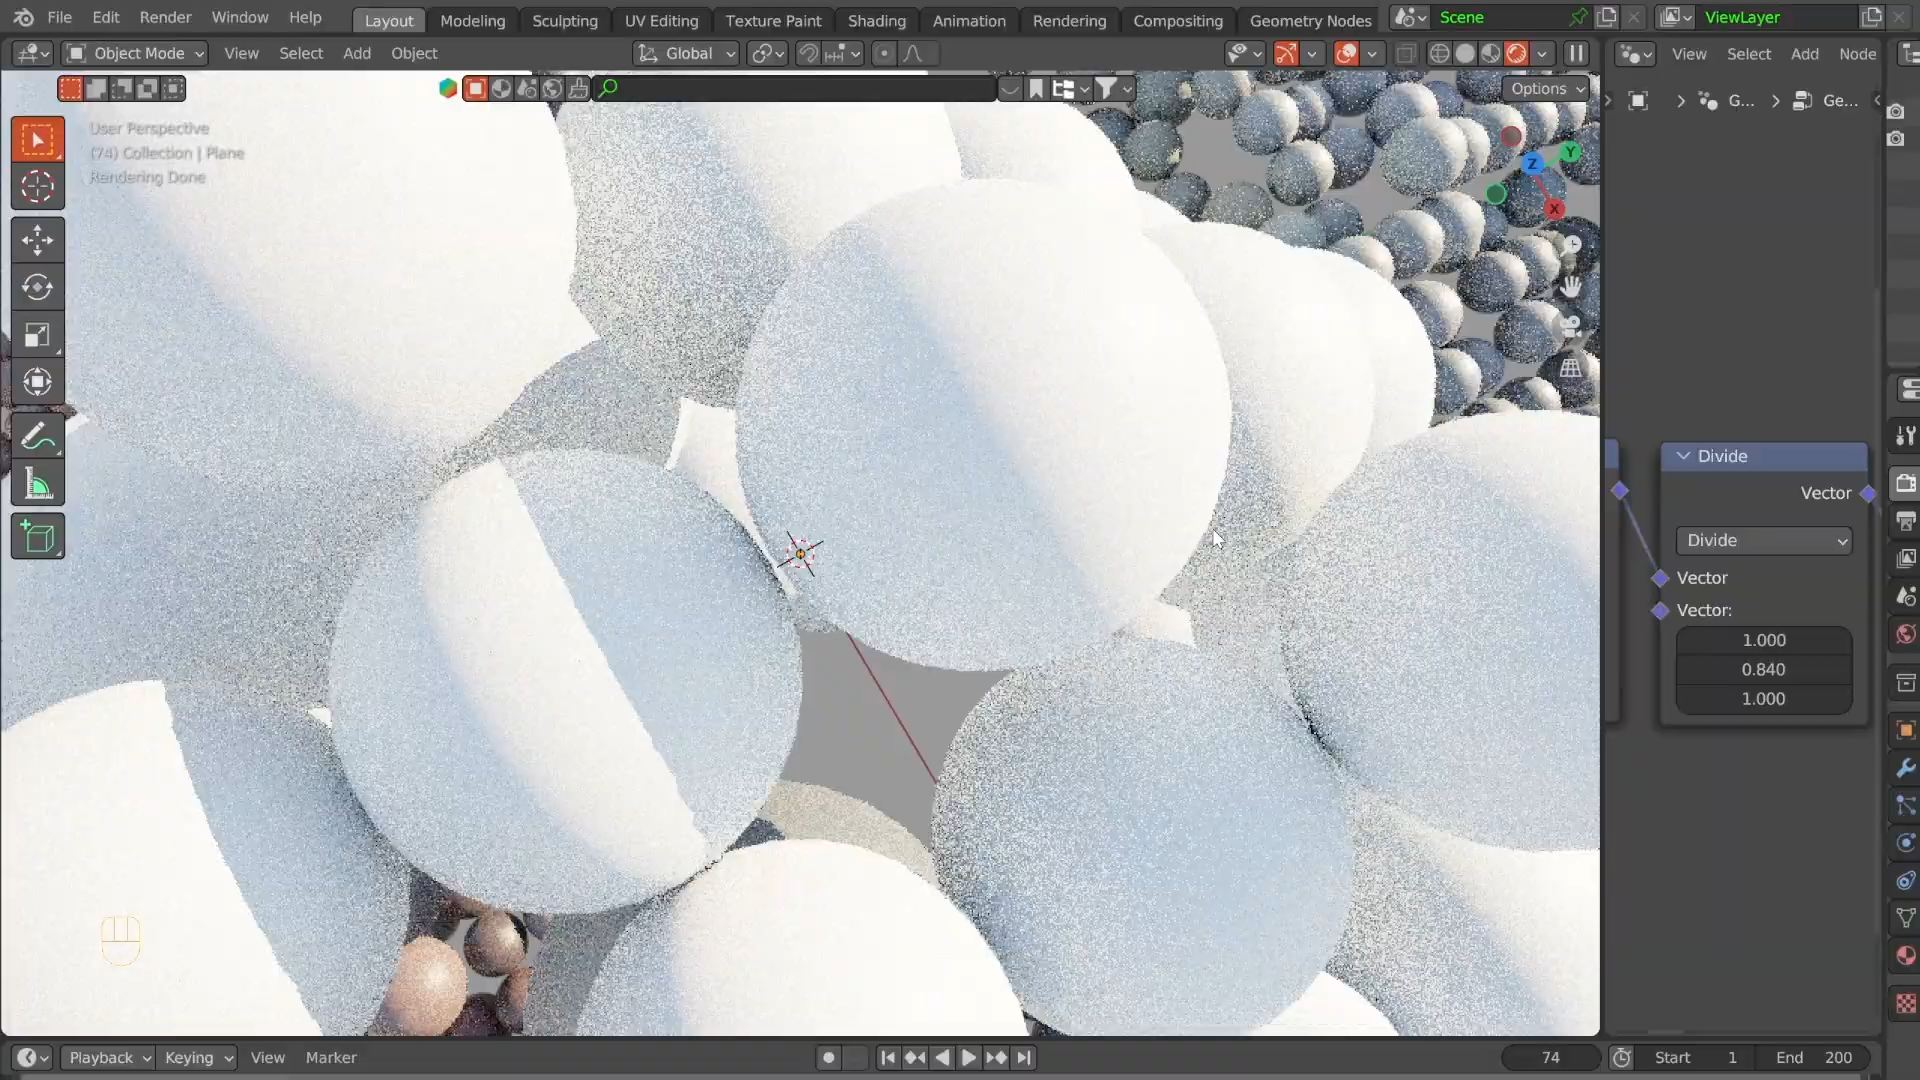 File Edit Render Window Help Layout Modeling Sculpting UV Editing Texture Paint Shading Animation Rendering Compositing Geometry Nodes Scene ViewLayer
Object Mode View Select Add Object Global View Select Add Node
Options G... Ge...
User Perspective
(74) Collection | Plane
Rendering Done
Y
Z
X
Divide
Vector
Divide
Vector
Vector:
1.000
0.840
1.000
Playback Keying View Marker 74 Start 1 End 200